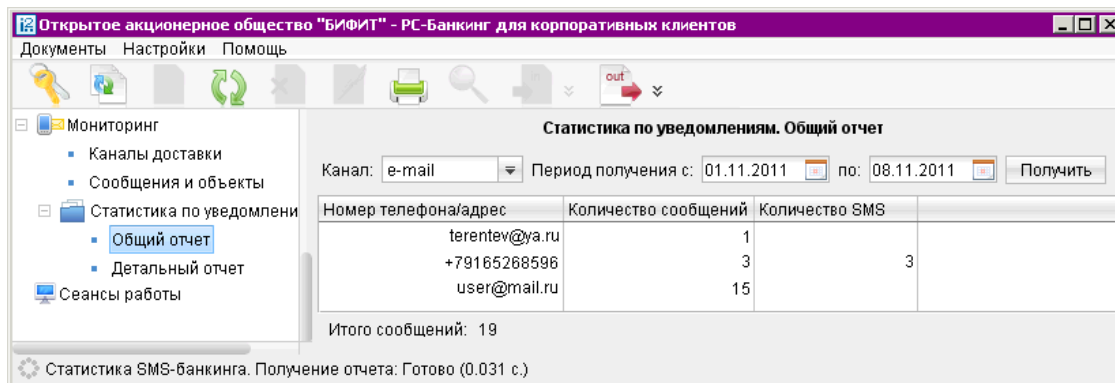 Открытое акционерное общество "БИФИТ" - РС-Банкинг для корпоративных клиентов
Документы Настройки Помощь
in out
Мониторинг
Каналы доставки
Сообщения и объекты
Статистика по уведомлени
Общий отчет
Детальный отчет
Сеансы работы
Статистика по уведомлениям. Общий отчет
Канал: e-mail Период получения с: 01.11.2011 по: 08.11.2011 Получить
Номер телефона/адрес Количество сообщений Количество SMS
terentev@ya.ru 1
+79165268596 3 3
user@mail.ru 15
Итого сообщений: 19
Статистика SMS-банкинга. Получение отчета: Готово (0.031 с.)